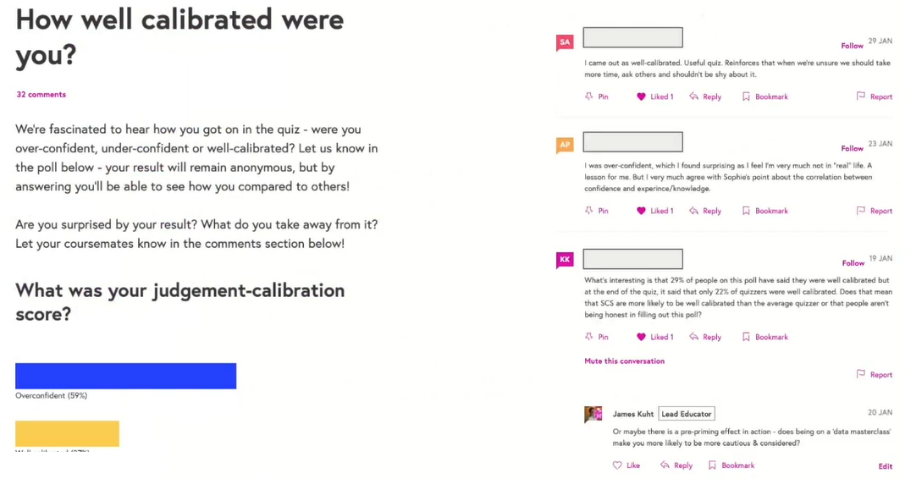 How well calibrated were
you?
32 comments
We're fascinated to hear how you got on in the quiz - were you
over-confident, under-confident or well-calibrated? Let us know in
the poll below - your result will remain anonymous, but by
answering you'll be able to see how you compared to others!
Are you surprised by your result? What do you take away from it?
Let your coursemates know in the comments section below!
What was your judgement-calibration
score?
Overconfident (59%)
SA
Follow 29 JAN
I came out as well-calibrated. Useful quiz. Reinforces that when we're unsure we should take
more time, ask others and shouldn't be shy about it.
Pin Liked 1 Reply Bookmark Report
AP
Follow 23 JAN
I was over-confident, which I found surprising as I feel I'm very much not in "real" life. A
lesson for me. But I very much agree with Sophie's point about the correlation between
confidence and experince/knowledge.
Pin Liked 1 Reply Bookmark Report
KK
Follow 19 JAN
What's interesting is that 29% of people on this poll have said they were well calibrated but
at the end of the quiz, it said that only 22% of quizzers were well calibrated. Does that mean
that SCS are more likely to be well calibrated than the average quizzer or that people aren't
being honest in filling out this poll?
Pin Liked 1 Reply Bookmark
Mute this conversation
Report
James Kuht Lead Educator 20 JAN
Or maybe there is a pre-priming effect in action - does being on a 'data masterclass'
make you more likely to be more cautious & considered?
Like Reply Bookmark Edit